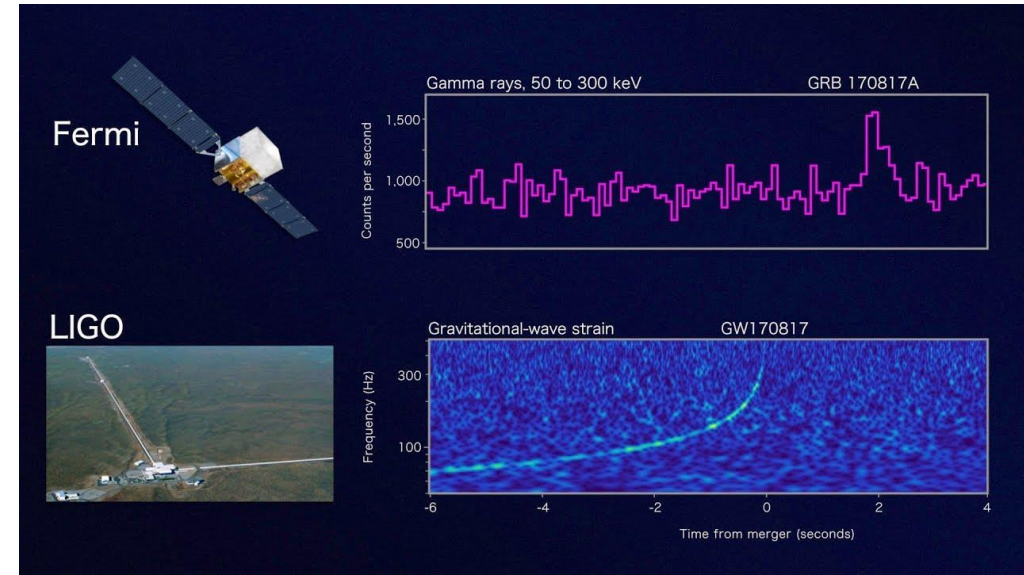 Fermi
Gamma rays, 50 to 300 keV
GRB 170817A
Counts per second
1,500
1,000
500
LIGO
Gravitational-wave strain
GW170817
Frequency (Hz)
300
100
-6
-4
-2
0
2
4
Time from merger (seconds)